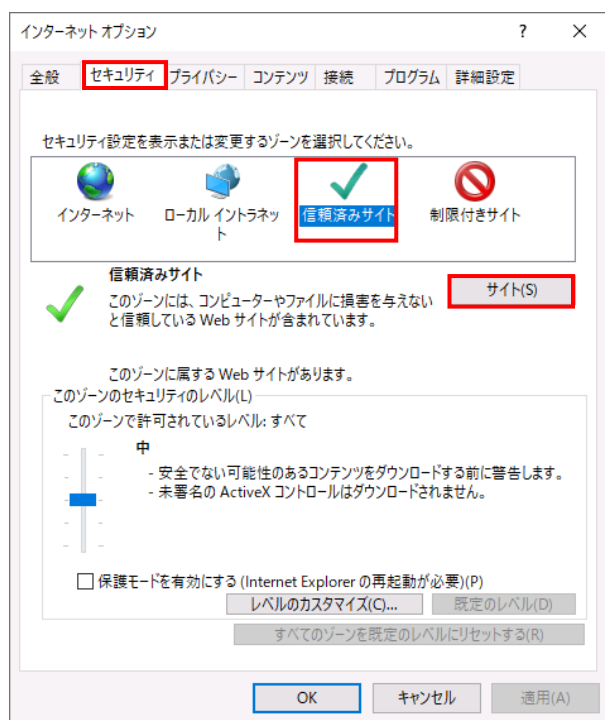 インターネット オプション ? ×
全般 セキュリティ プライバシー コンテンツ 接続 プログラム 詳細設定
セキュリティ設定を表示または変更するゾーンを選択してください。
インターネット ローカル イントラネッ 信頼済みサイト 制限付きサイト
ト
信頼済みサイト
サイト(S)
このゾーンには、コンピューターやファイルに損害を与えない
と信頼している Web サイトが含まれています。
このゾーンに属する Web サイトがあります。
このゾーンのセキュリティのレベル(L)
このゾーンで許可されているレベル: すべて
中
- 安全でない可能性のあるコンテンツをダウンロードする前に警告します。
- 未署名の ActiveX コントロールはダウンロードされません。
保護モードを有効にする (Internet Explorer の再起動が必要)(P)
レベルのカスタマイズ(C)... 既定のレベル(D)
すべてのゾーンを既定のレベルにリセットする(R)
OK キャンセル 適用(A)